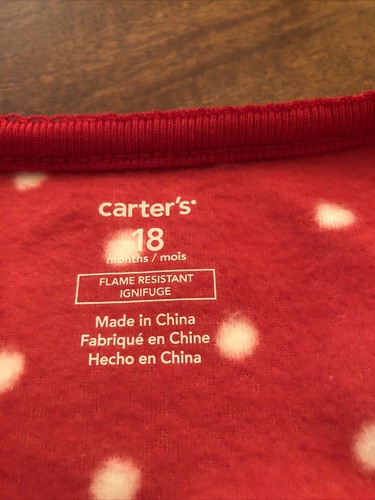 carter's
18
months / mois
FLAME RESISTANT
IGNIFUGE
Made in China
Fabriqué en Chine
Hecho en China